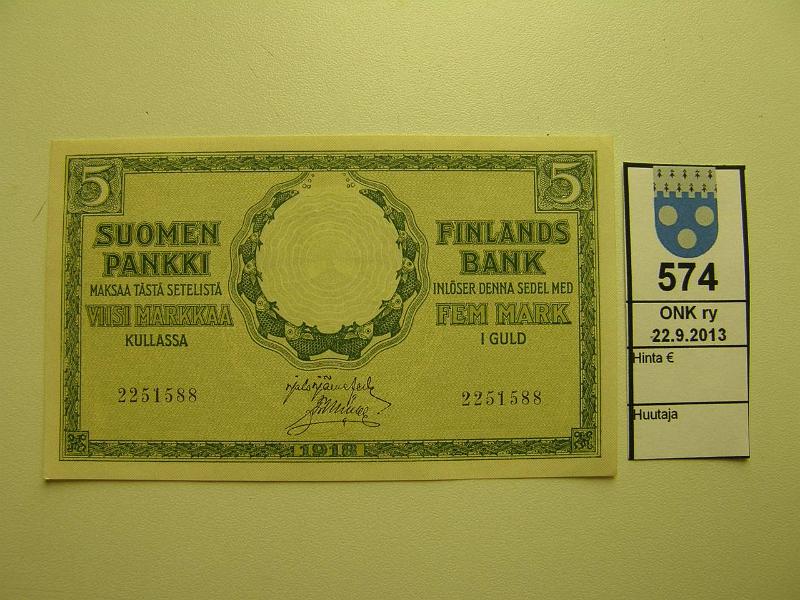 5
5
SUOMEN
PANKKI
MAKSAA TÄSTÄ SETELISTÄ
VIISI MARKKAA
KULLASSA
2251588
FINLANDS
BANK
INLÖSER DENNA SEDEL MED
FEM MARK
I GULD
2251588
1918
574
ONK ry
22.9.2013
Hinta €
Huutaja